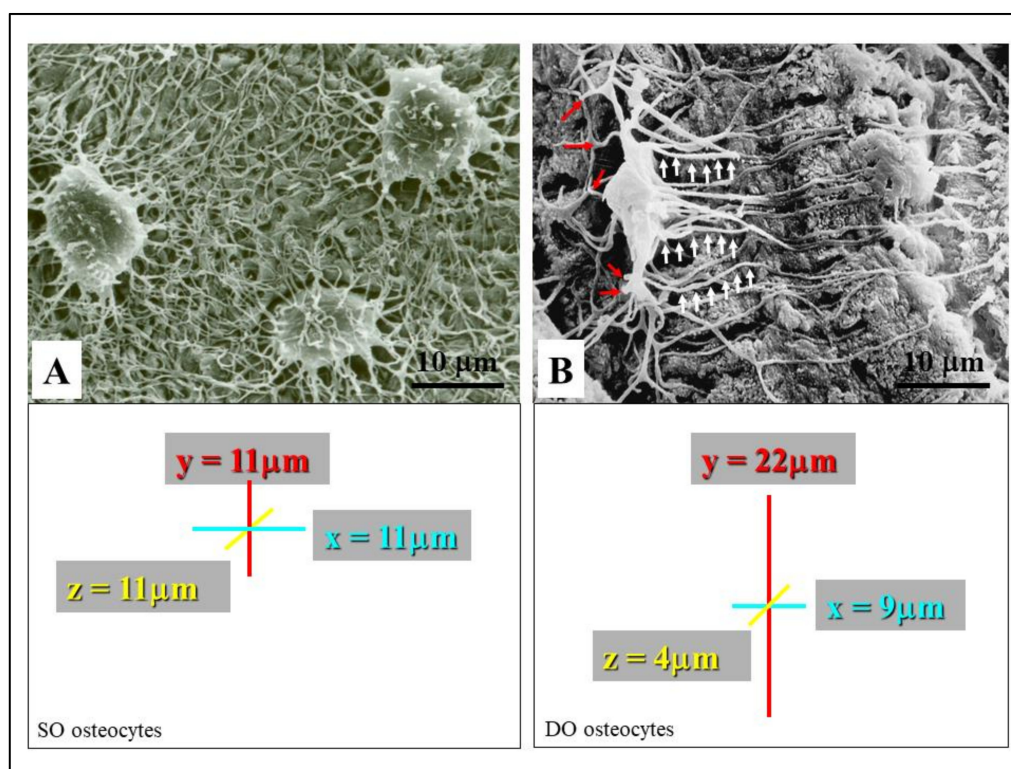 A
10 µm
B
10 µm
y = 11µm
x = 11µm
z = 11µm
SO osteocytes
y = 22µm
x = 9µm
z = 4µm
DO osteocytes